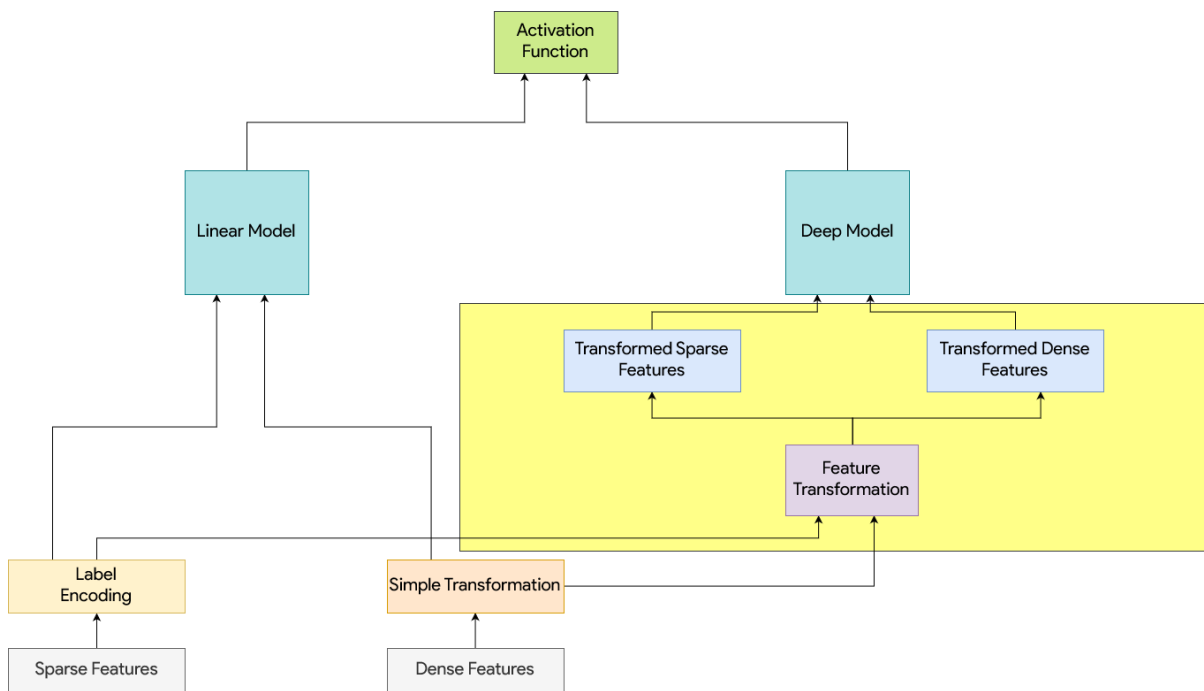 Activation
Function
Linear Model
Deep Model
Transformed Sparse
Features
Transformed Dense
Features
Feature
Transformation
Label
Encoding
Simple Transformation
Sparse Features
Dense Features